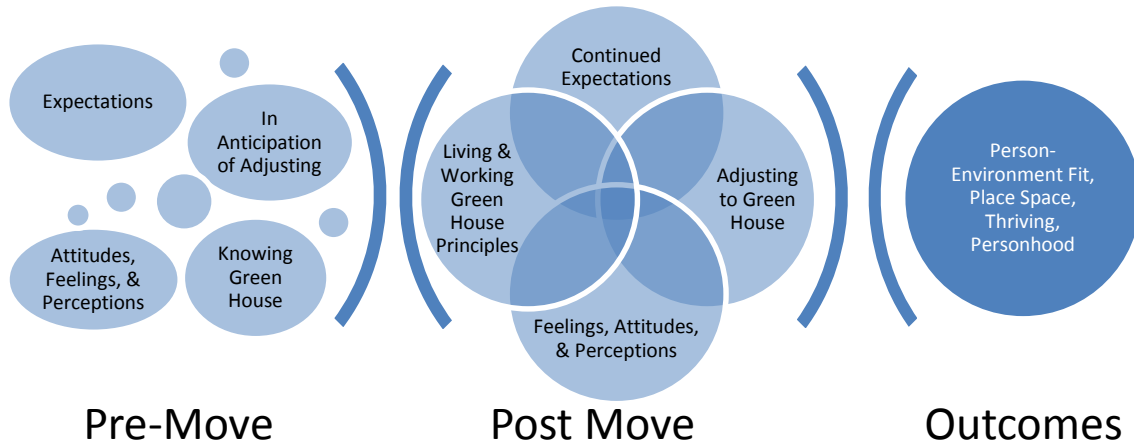 Expectations
In
Anticipation
of Adjusting
Attitudes,
Feelings, &
Perceptions
Knowing
Green
House
Pre-Move
Continued
Expectations
Living &
Working
Green
House
Principles
Adjusting
to Green
House
Feelings, Attitudes,
& Perceptions
Post Move
Person-
Environment Fit,
Place Space,
Thriving,
Personhood
Outcomes